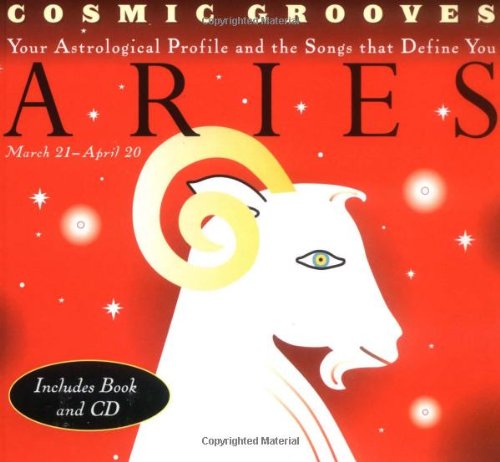 Copyrighted Material
COSMIC GROOVES
Your Astrological Profile and the Songs that Define You
ARIES
March 21–April 20
Includes Book
and CD
Copyrighted Material